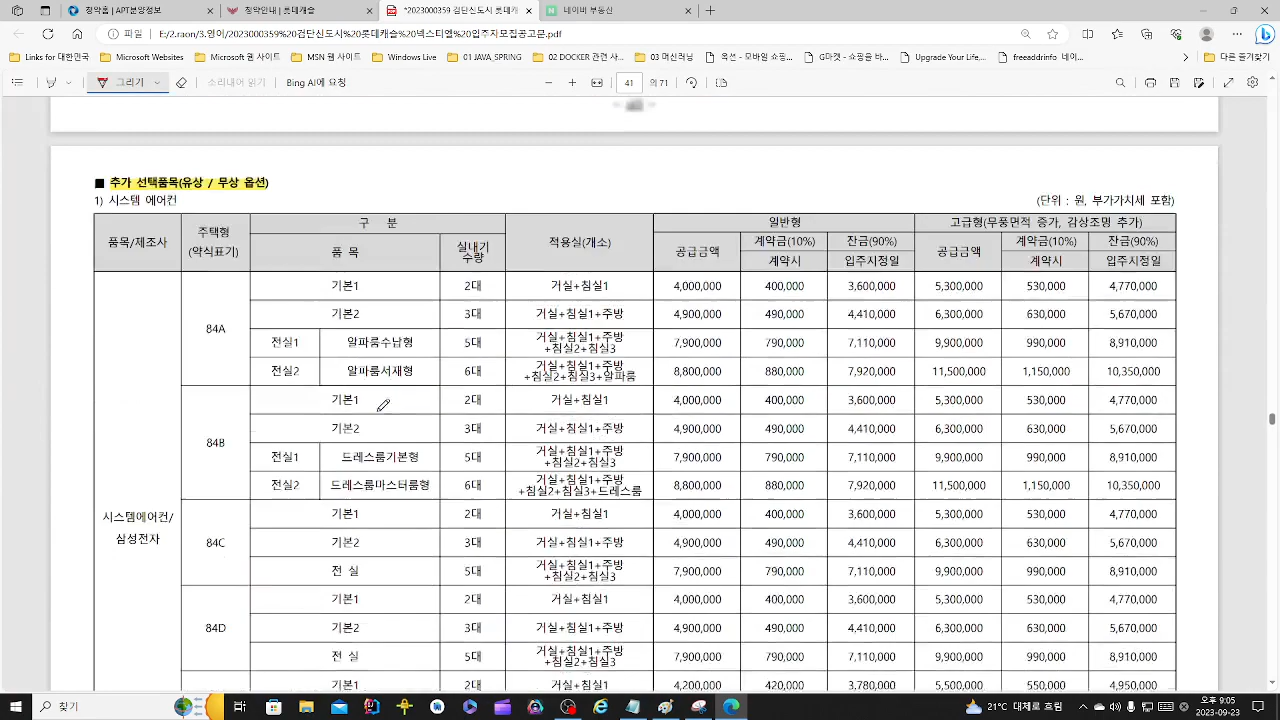 청약홈 | APT분양정보
청약안내 | 롯데캐슬
*2023000359 검단신도시 롯데캐
네이버 부동산
파일 E:/2.raon/3.영이/2023000359%20검단신도시%20롯데캐슬%20넥스티엘%20입주자모집공고문.pdf
Links for 대한민국 Microsoft Websites Microsoft 웹 사이트 MSN 웹 사이트 Windows Live 01 JAVA,SPRING 02 DOCKER 관련 사... 03 머신러닝 옥션 - 모바일 쇼핑... G마켓 - 쇼핑을 바... Upgrade Your Life,... freeaddrinfo 네이... 다른 즐겨찾기
그리기 소리내어 읽기 Bing AI에 요청 41 의 71
■ 추가 선택품목(유상 / 무상 옵션)
1) 시스템 에어컨 (단위 : 원, 부가가치세 포함)
품목/제조사 주택형 (약식표기) 구 분 적용실(개소) 일반형 고급형(무풍면적 증가, 감상조명 추가)
품 목 실내기 수량 공급금액 계약금(10%) 잔금(90%) 공급금액 계약금(10%) 잔금(90%)
계약시 입주지정일 계약시 입주지정일
시스템에어컨/
삼성전자
84A
기본1 2대 거실+침실1 4,000,000 400,000 3,600,000 5,300,000 530,000 4,770,000
기본2 3대 거실+침실1+주방 4,900,000 490,000 4,410,000 6,300,000 630,000 5,670,000
전실1 알파룸수납형 5대 거실+침실1+주방 +침실2+침실3 7,900,000 790,000 7,110,000 9,900,000 990,000 8,910,000
전실2 알파룸서재형 6대 거실+침실1+주방 +침실2+침실3+알파룸 8,800,000 880,000 7,920,000 11,500,000 1,150,000 10,350,000
84B
기본1 2대 거실+침실1 4,000,000 400,000 3,600,000 5,300,000 530,000 4,770,000
기본2 3대 거실+침실1+주방 4,900,000 490,000 4,410,000 6,300,000 630,000 5,670,000
전실1 드레스룸기본형 5대 거실+침실1+주방 +침실2+침실3 7,900,000 790,000 7,110,000 9,900,000 990,000 8,910,000
전실2 드레스룸마스터룸형 6대 거실+침실1+주방 +침실2+침실3+드레스룸 8,800,000 880,000 7,920,000 11,500,000 1,150,000 10,350,000
84C
기본1 2대 거실+침실1 4,000,000 400,000 3,600,000 5,300,000 530,000 4,770,000
기본2 3대 거실+침실1+주방 4,900,000 490,000 4,410,000 6,300,000 630,000 5,670,000
전 실 5대 거실+침실1+주방 +침실2+침실3 7,900,000 790,000 7,110,000 9,900,000 990,000 8,910,000
84D
기본1 2대 거실+침실1 4,000,000 400,000 3,600,000 5,300,000 530,000 4,770,000
기본2 3대 거실+침실1+주방 4,900,000 490,000 4,410,000 6,300,000 630,000 5,670,000
전 실 5대 거실+침실1+주방 +침실2+침실3 7,900,000 790,000 7,110,000 9,900,000 990,000 8,910,000
기본1 2대 거실+침실1 4,200,000 420,000 3,780,000 5,500,000 550,000 4,950,000
찾기 21°C 대체로 흐림 오후 9:05
2023-09-23